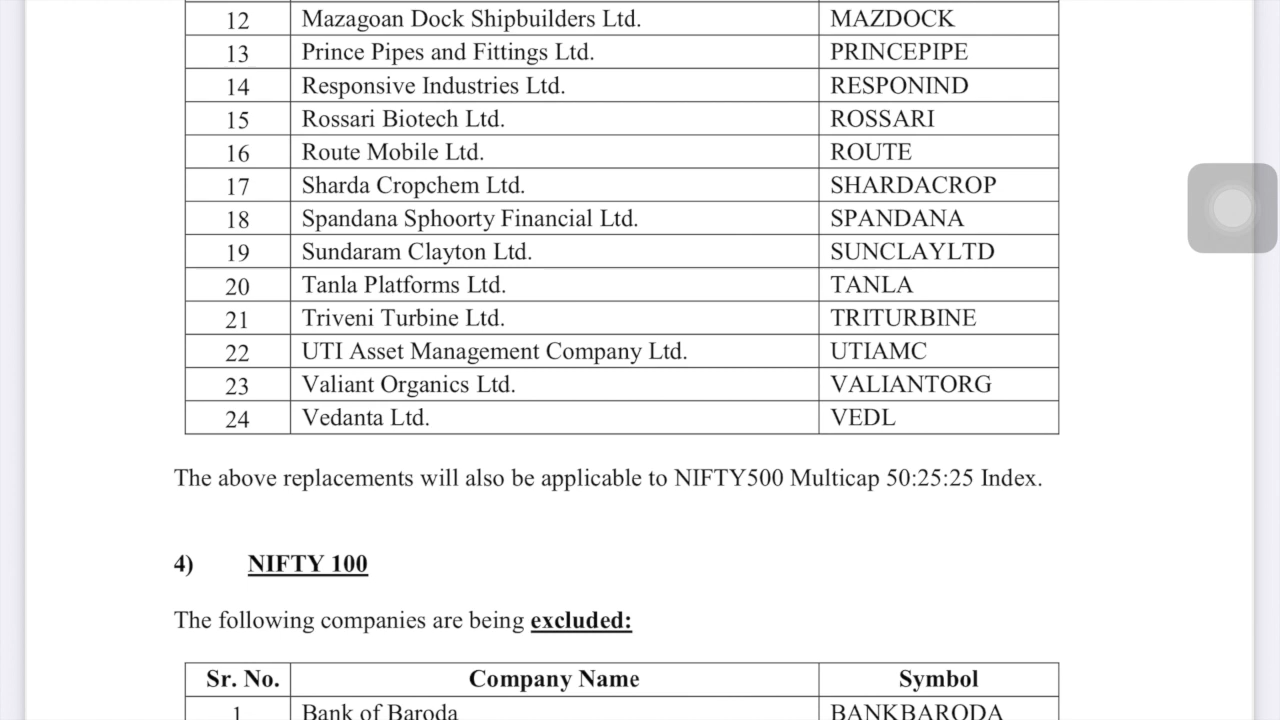 12 Mazagoan Dock Shipbuilders Ltd. MAZDOCK
13 Prince Pipes and Fittings Ltd. PRINCEPIPE
14 Responsive Industries Ltd. RESPONIND
15 Rossari Biotech Ltd. ROSSARI
16 Route Mobile Ltd. ROUTE
17 Sharda Cropchem Ltd. SHARDACROP
18 Spandana Sphoorty Financial Ltd. SPANDANA
19 Sundaram Clayton Ltd. SUNCLAYLTD
20 Tanla Platforms Ltd. TANLA
21 Triveni Turbine Ltd. TRITURBINE
22 UTI Asset Management Company Ltd. UTIAMC
23 Valiant Organics Ltd. VALIANTORG
24 Vedanta Ltd. VEDL
The above replacements will also be applicable to NIFTY500 Multicap 50:25:25 Index.
4) NIFTY 100
The following companies are being excluded:
Sr. No. Company Name Symbol
1 Bank of Baroda BANKBARODA